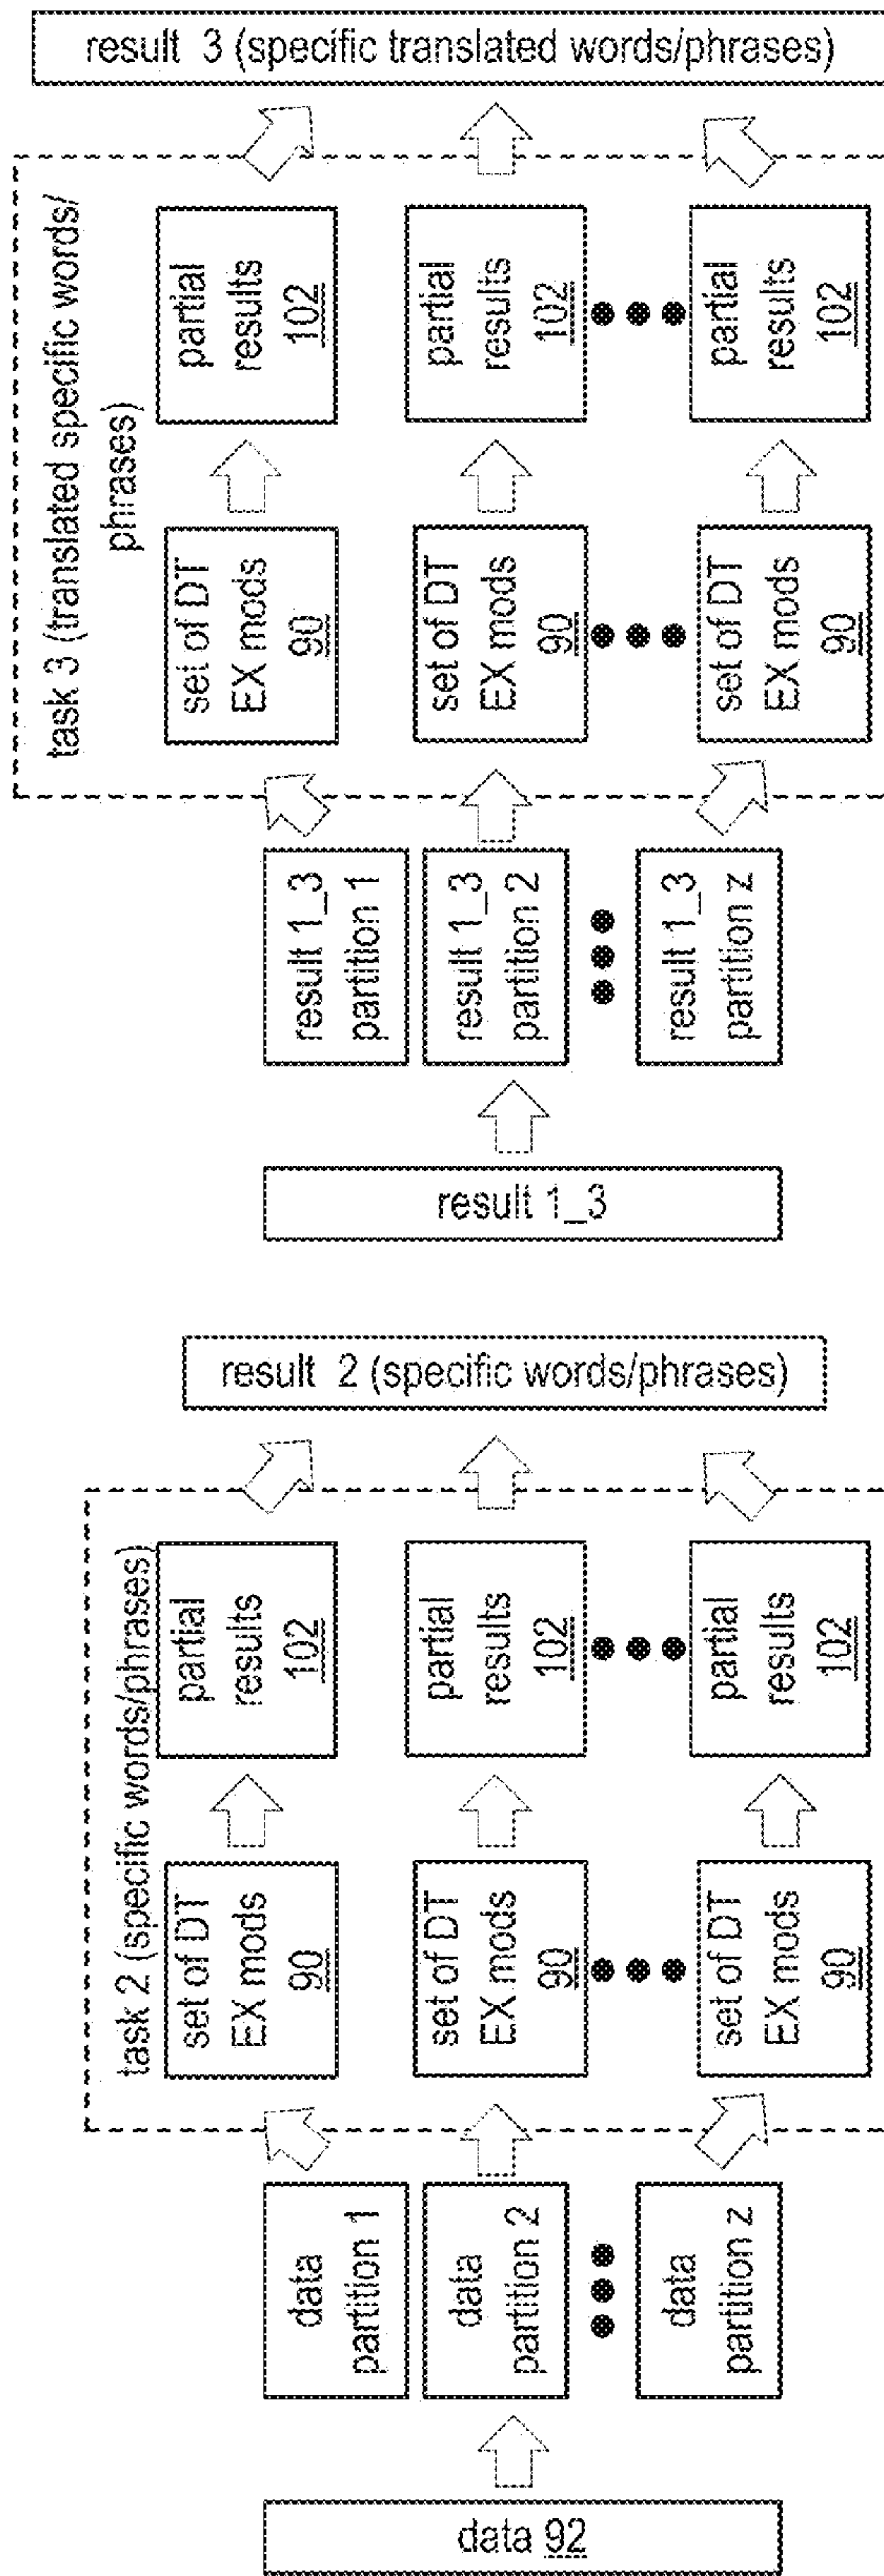 task 2 (specific words/phrases)
data 92
data
partition 1
data
partition 2
data
partition z
set of DT
EX mods
90
set of DT
EX mods
90
set of DT
EX mods
90
partial
results
102
partial
results
102
partial
results
102
result 2 (specific words/phrases)
task 3 (translated specific words/
phrases)
result 1_3
result 1_3
partition 1
result 1_3
partition 2
result 1_3
partition z
set of DT
EX mods
90
set of DT
EX mods
90
set of DT
EX mods
90
partial
results
102
partial
results
102
partial
results
102
result 3 (specific translated words/phrases)